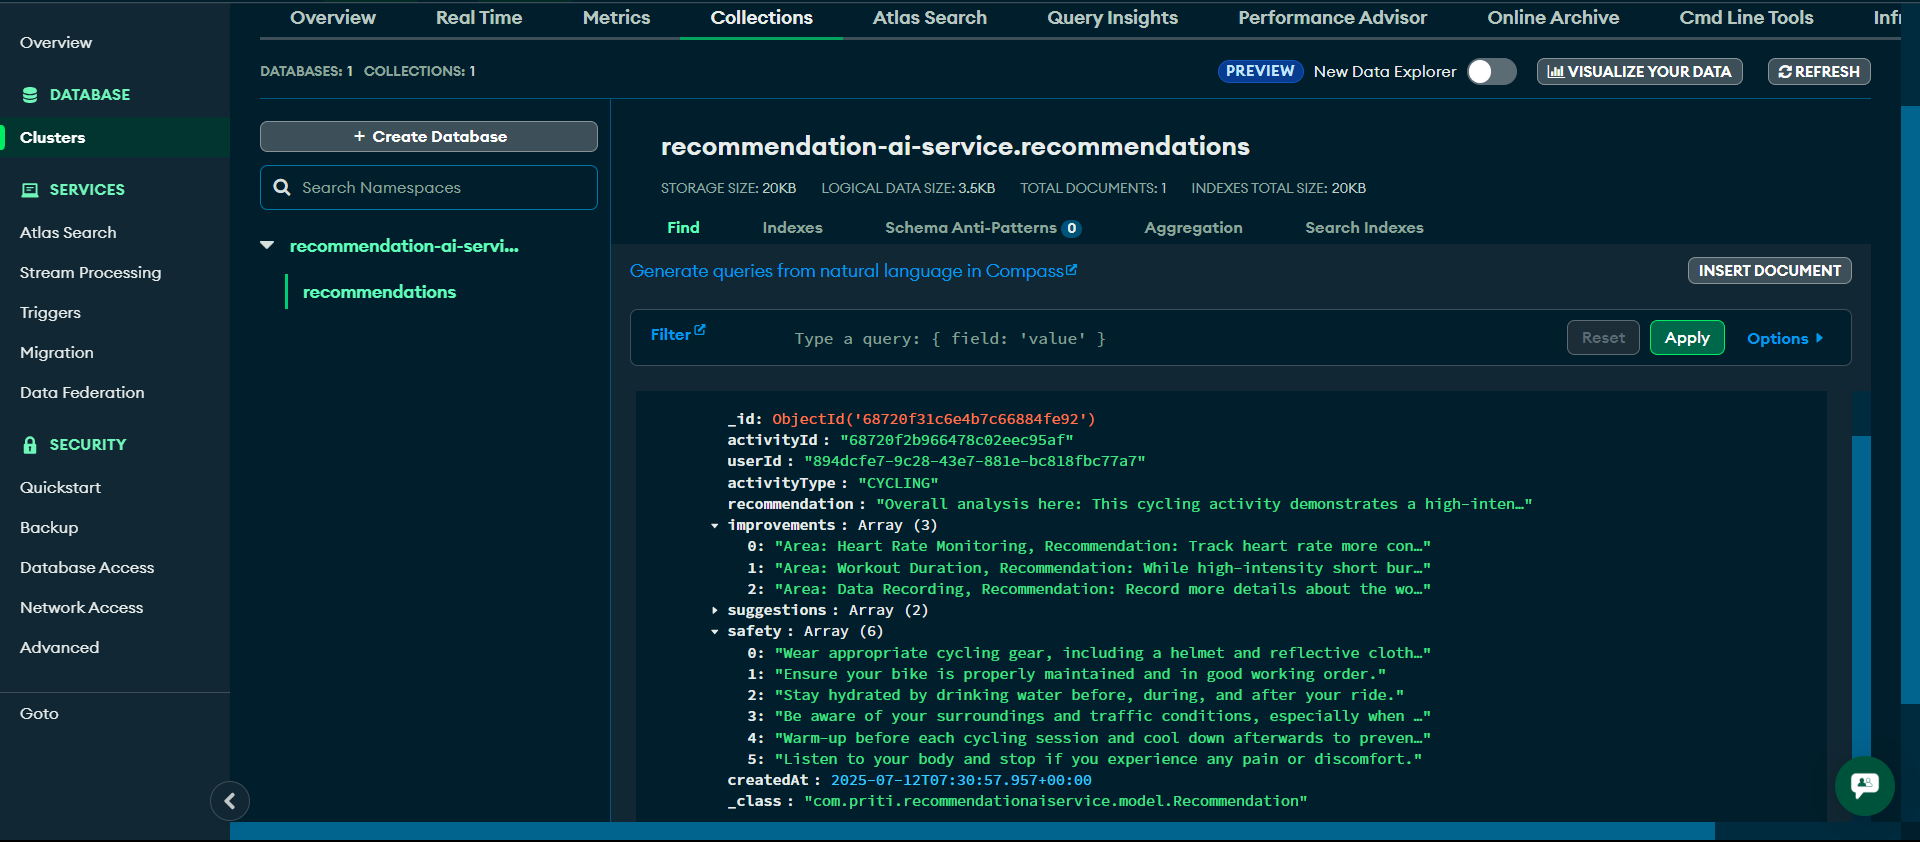 Overview Real Time Metrics Collections Atlas Search Query Insights Performance Advisor Online Archive Cmd Line Tools Infr
Overview
DATABASE
Clusters
SERVICES
Atlas Search
Stream Processing
Triggers
Migration
Data Federation
SECURITY
Quickstart
Backup
Database Access
Network Access
Advanced
Goto
DATABASES: 1 COLLECTIONS: 1
PREVIEW New Data Explorer VISUALIZE YOUR DATA REFRESH
+ Create Database
Search Namespaces
recommendation-ai-servi...
recommendations
recommendation-ai-service.recommendations
STORAGE SIZE: 20KB LOGICAL DATA SIZE: 3.5KB TOTAL DOCUMENTS: 1 INDEXES TOTAL SIZE: 20KB
Find Indexes Schema Anti-Patterns 0 Aggregation Search Indexes
Generate queries from natural language in Compass
INSERT DOCUMENT
Filter Type a query: { field: 'value' } Reset Apply Options
_id: ObjectId('68720f31c6e4b7c66884fe92')
activityId : "68720f2b966478c02eec95af"
userId : "894dcfe7-9c28-43e7-881e-bc818fbc77a7"
activityType : "CYCLING"
recommendation : "Overall analysis here: This cycling activity demonstrates a high-inten…"
improvements : Array (3)
0: "Area: Heart Rate Monitoring, Recommendation: Track heart rate more con…"
1: "Area: Workout Duration, Recommendation: While high-intensity short bur…"
2: "Area: Data Recording, Recommendation: Record more details about the wo…"
suggestions : Array (2)
safety : Array (6)
0: "Wear appropriate cycling gear, including a helmet and reflective cloth…"
1: "Ensure your bike is properly maintained and in good working order."
2: "Stay hydrated by drinking water before, during, and after your ride."
3: "Be aware of your surroundings and traffic conditions, especially when …"
4: "Warm-up before each cycling session and cool down afterwards to preven…"
5: "Listen to your body and stop if you experience any pain or discomfort."
createdAt : 2025-07-12T07:30:57.957+00:00
_class : "com.priti.recommendationaiservice.model.Recommendation"